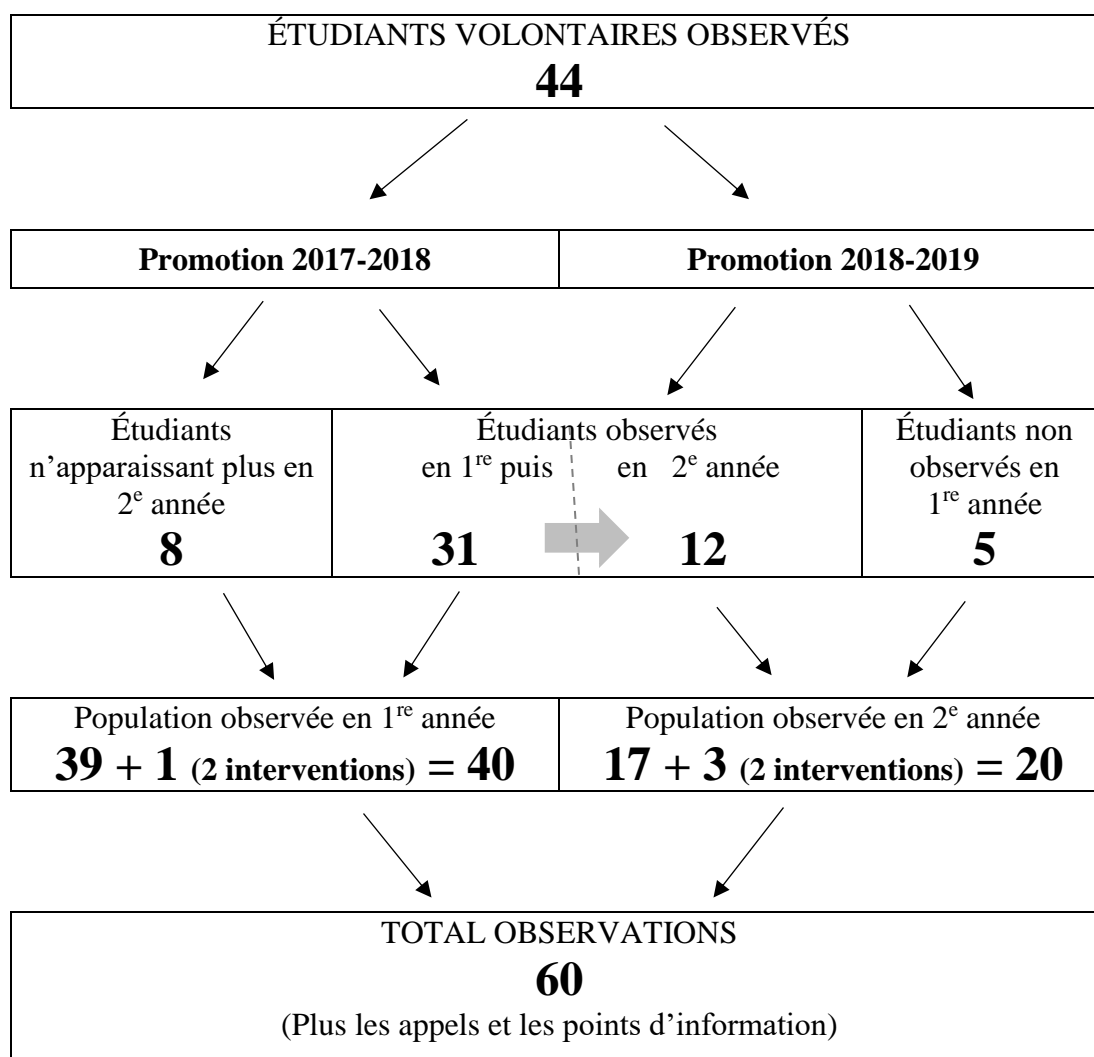 ÉTUDIANTS VOLONTAIRES OBSERVÉS
44
Promotion 2017-2018
Promotion 2018-2019
Étudiants
n’apparaissant plus en
2e année
8
Étudiants observés
en 1re puis en 2e année
31 12
Étudiants non
observés en
1re année
5
Population observée en 1re année
39 + 1 (2 interventions) = 40
Population observée en 2e année
17 + 3 (2 interventions) = 20
TOTAL OBSERVATIONS
60
(Plus les appels et les points d’information)